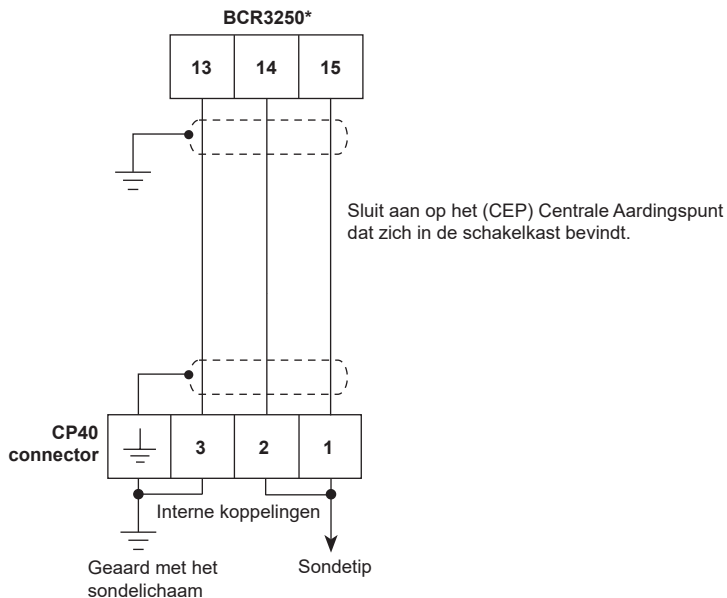 BCR3250*
13 14 15
Sluit aan op het (CEP) Centrale Aardingspunt
dat zich in de schakelkast bevindt.
CP40
connector
3 2 1
Interne koppelingen
Geaard met het
sondelichaam
Sondetip